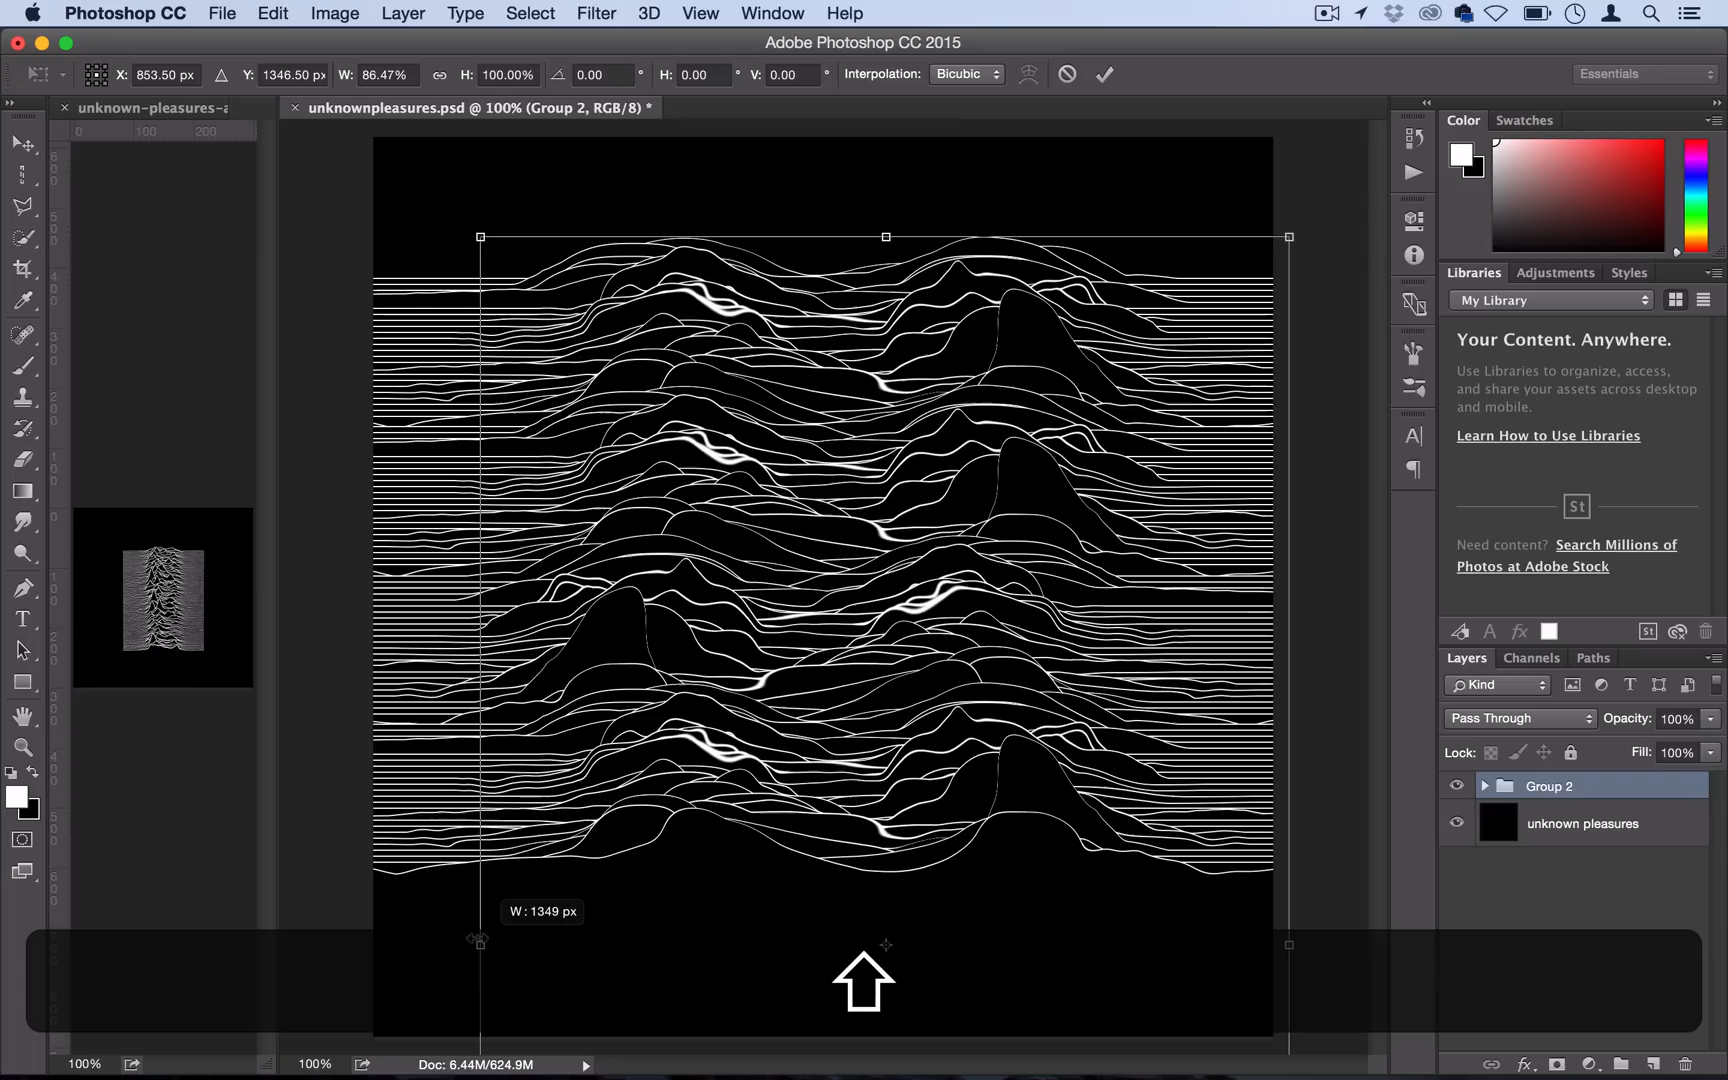 Photoshop CC File Edit Image Layer Type Select Filter 3D View Window Help
Adobe Photoshop CC 2015
X: 853.50 px Y: 1346.50 px W: 86.47% H: 100.00% 0.00 ° H: 0.00 ° V: 0.00 ° Interpolation: Bicubic Essentials
× unknown-pleasures-a × unknownpleasures.psd @ 100% (Group 2, RGB/8) *
0 100 200
Color Swatches
Libraries Adjustments Styles
My Library
Your Content. Anywhere.
Use Libraries to organize, access,
and share your assets across desktop
and mobile.
Learn How to Use Libraries
St
Need content? Search Millions of
Photos at Adobe Stock
St
Layers Channels Paths
Kind
Pass Through Opacity: 100%
Lock: Fill: 100%
Group 2
unknown pleasures
W : 1349 px
100% 100% Doc: 6.44M/624.9M
fx